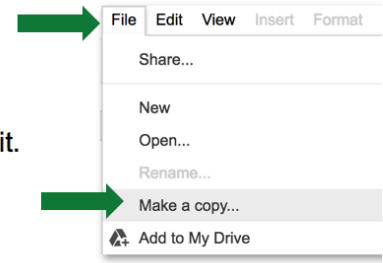 File Edit View Insert Format
Share...
New
Open...
it.
Rename...
Make a copy...
Add to My Drive